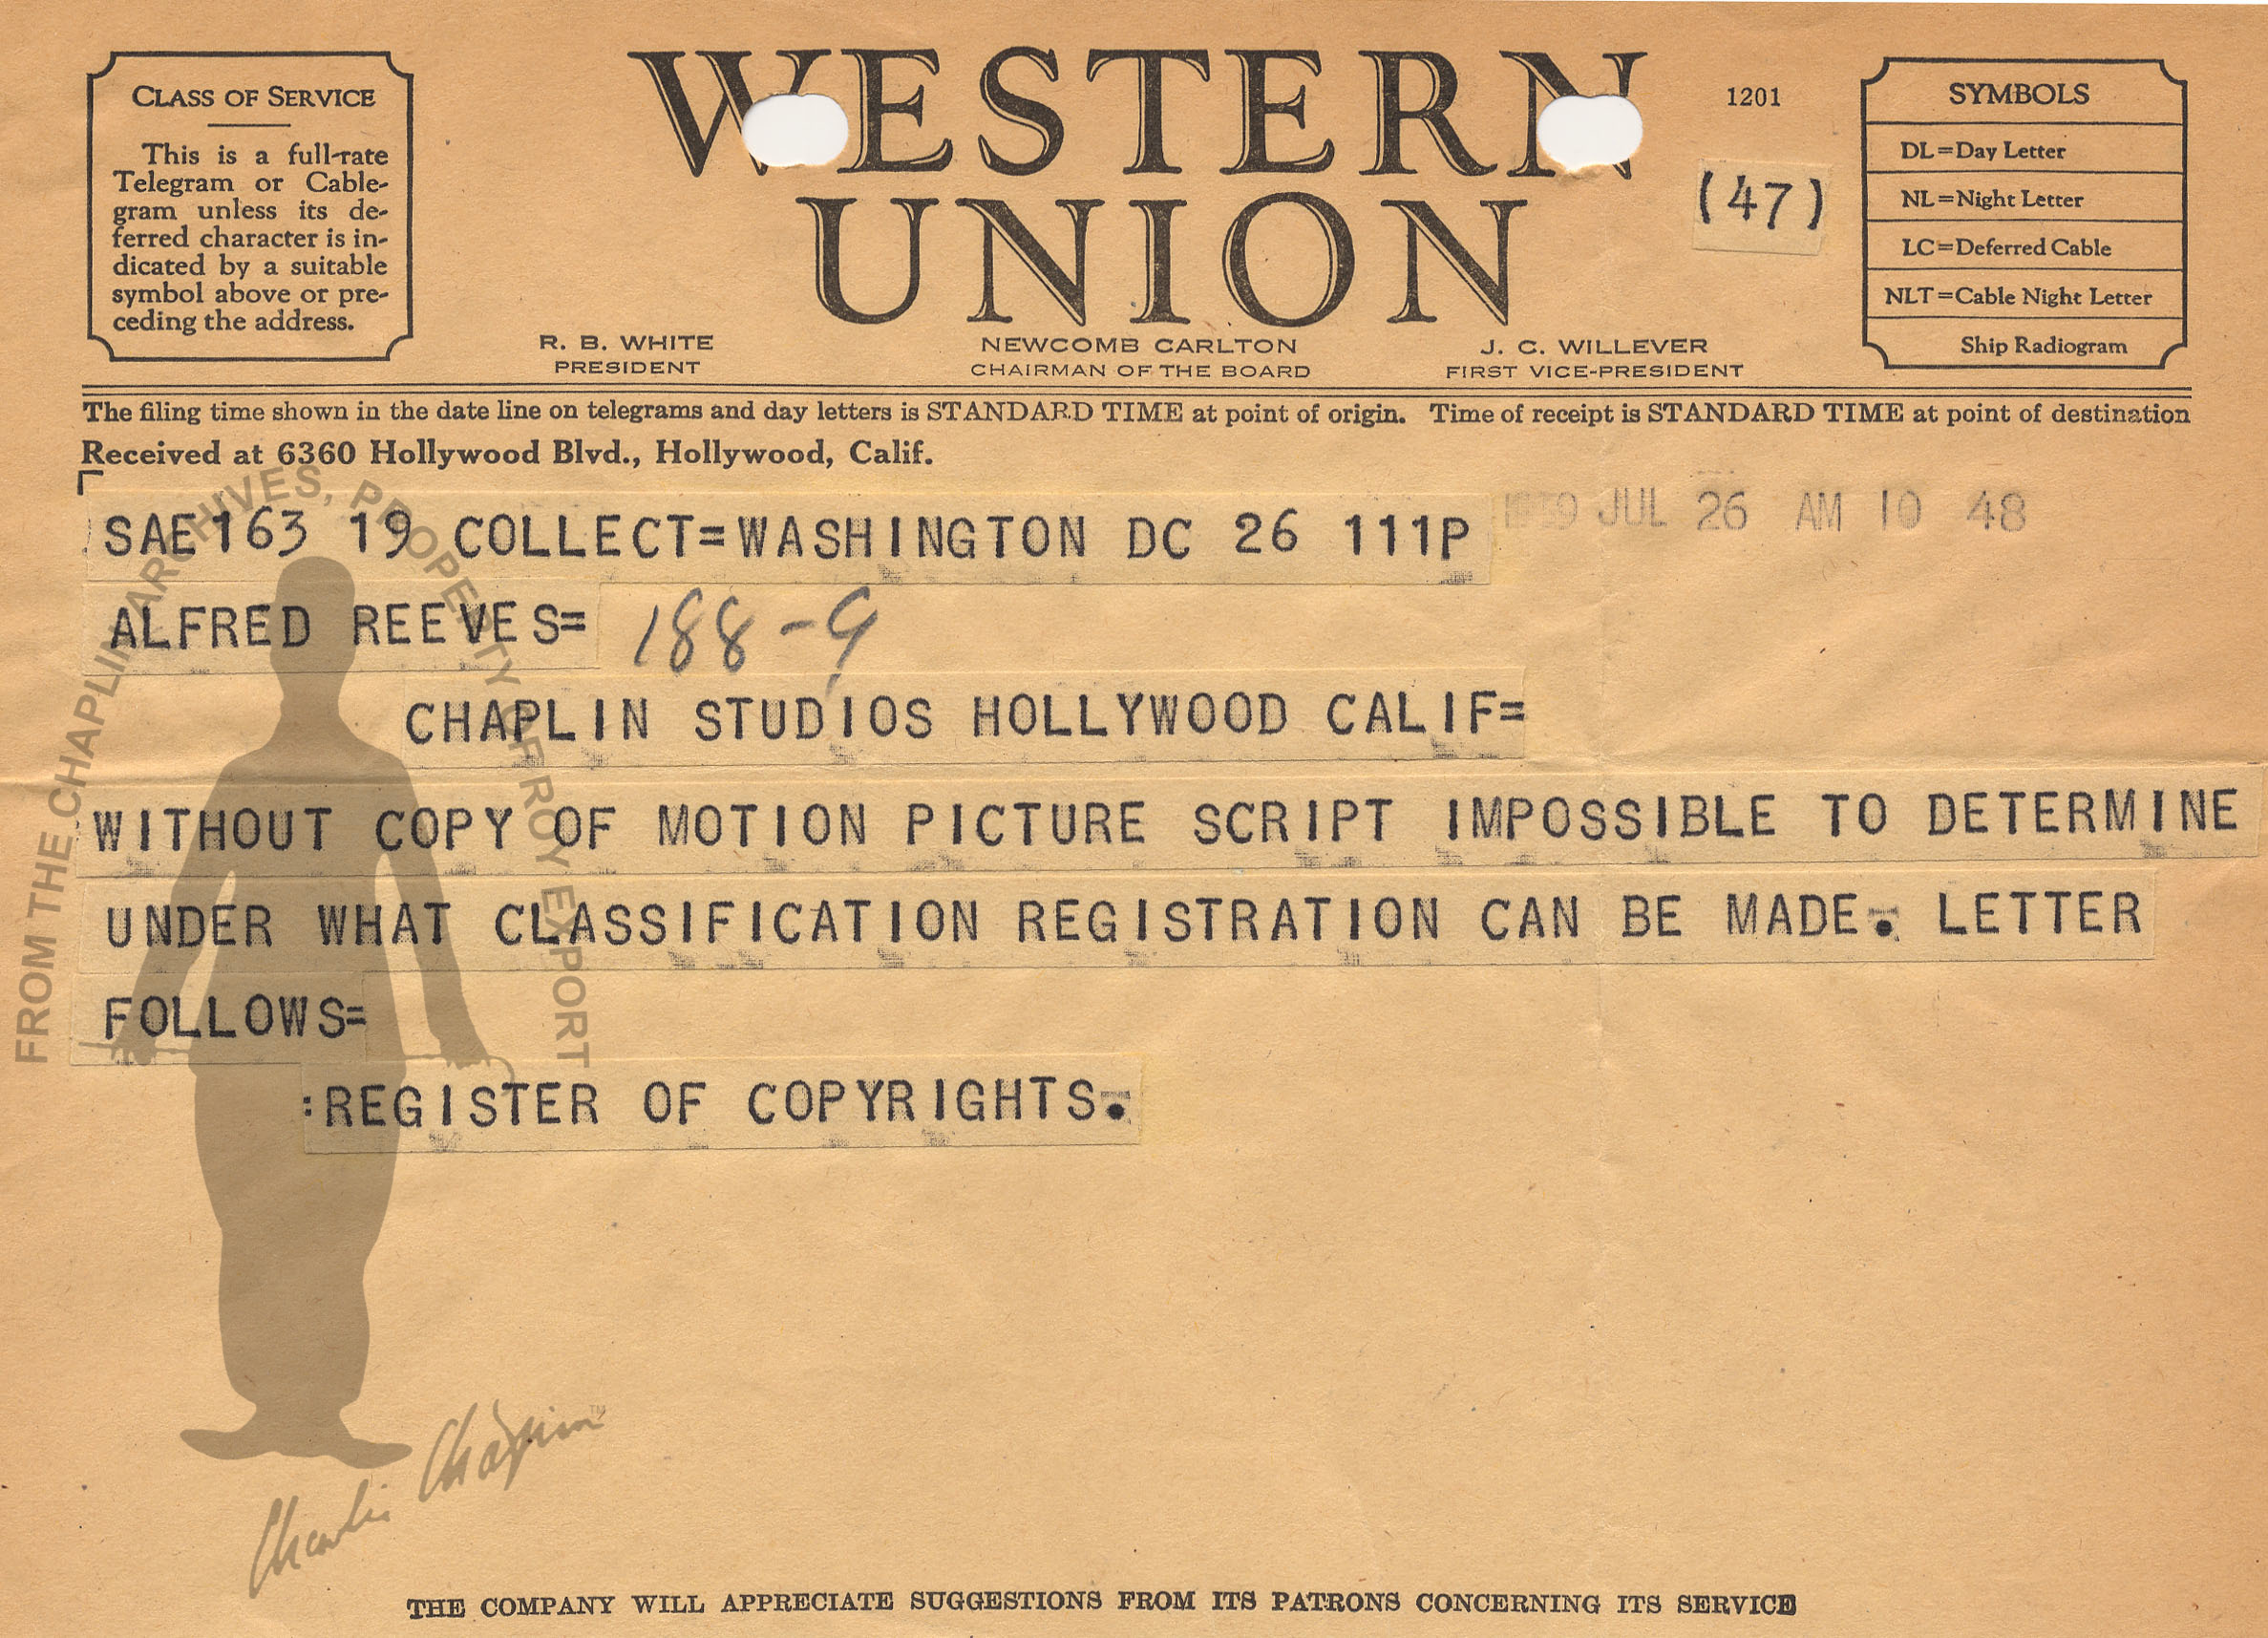 CLASS OF SERVICE
This is a full-rate
Telegram or Cable-
gram unless its de-
ferred character is in-
dicated by a suitable
symbol above or pre-
ceding the address.
WESTERN
UNION
1201
(47)
SYMBOLS
DL=Day Letter
NL=Night Letter
LC=Deferred Cable
NLT=Cable Night Letter
Ship Radiogram
R. B. WHITE
PRESIDENT
NEWCOMB CARLTON
CHAIRMAN OF THE BOARD
J. C. WILLEVER
FIRST VICE-PRESIDENT
The filing time shown in the date line on telegrams and day letters is STANDARD TIME at point of origin. Time of receipt is STANDARD TIME at point of destination
Received at 6360 Hollywood Blvd., Hollywood, Calif.
JUL 26 AM 10 48
SAE163 19 COLLECT=WASHINGTON DC 26 111P
ALFRED REEVES= 188-9
CHAPLIN STUDIOS HOLLYWOOD CALIF=
WITHOUT COPY OF MOTION PICTURE SCRIPT IMPOSSIBLE TO DETERMINE
UNDER WHAT CLASSIFICATION REGISTRATION CAN BE MADE. LETTER
FOLLOWS=
:REGISTER OF COPYRIGHTS.
FROM THE CHAPLIN ARCHIVES, PROPERTY OF ROY EXPORT
Charlie Chaplin™
THE COMPANY WILL APPRECIATE SUGGESTIONS FROM ITS PATRONS CONCERNING ITS SERVICE